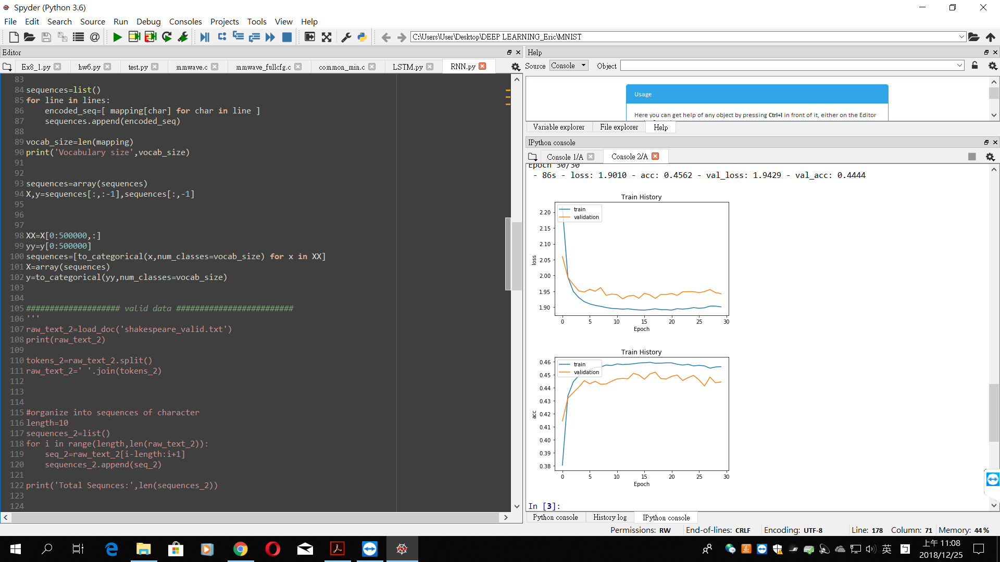 Spyder (Python 3.6)
File Edit Search Source Run Debug Consoles Projects Tools View Help
C:\Users\User\Desktop\DEEP LEARNING_Eric\MNIST
Editor
Ex8_1.py hw6.py test.py mmwave.c mmwave_fullcfg.c common_min.c LSTM.py RNN.py
83
84 sequences=list()
85 for line in lines:
86 encoded_seq=[ mapping[char] for char in line ]
87 sequences.append(encoded_seq)
88
89 vocab_size=len(mapping)
90 print('Vocabulary size',vocab_size)
91
92
93 sequences=array(sequences)
94 X,y=sequences[:,:-1],sequences[:,-1]
95
96
97
98 XX=X[0:500000,:]
99 yy=y[0:500000]
100 sequences=[to_categorical(x,num_classes=vocab_size) for x in XX]
101 X=array(sequences)
102 y=to_categorical(yy,num_classes=vocab_size)
103
104
105 #################### valid data #########################
106 '''
107 raw_text_2=load_doc('shakespeare_valid.txt')
108 print(raw_text_2)
109
110 tokens_2=raw_text_2.split()
111 raw_text_2=' '.join(tokens_2)
112
113
114
115 #organize into sequences of character
116 length=10
117 sequences_2=list()
118 for i in range(length,len(raw_text_2)):
119 seq_2=raw_text_2[i-length:i+1]
120 sequences_2.append(seq_2)
121
122 print('Total Sequnces:',len(sequences_2))
123
124
Help
Source Console Object
Usage
Here you can get help of any object by pressing Ctrl+I in front of it, either on the Editor
Variable explorer File explorer Help
IPython console
Console 1/A Console 2/A
Epoch 30/30
- 86s - loss: 1.9010 - acc: 0.4562 - val_loss: 1.9429 - val_acc: 0.4444
Train History
train
validation
2.20
2.15
2.10
2.05
2.00
1.95
1.90
loss
0 5 10 15 20 25 30
Epoch
Train History
train
validation
0.46
0.45
0.44
0.43
0.42
0.41
0.40
0.39
0.38
acc
0 5 10 15 20 25 30
Epoch
In [3]:
Python console History log IPython console
Permissions: RW End-of-lines: CRLF Encoding: UTF-8 Line: 178 Column: 71 Memory: 44 %
英
上午 11:08
2018/12/25